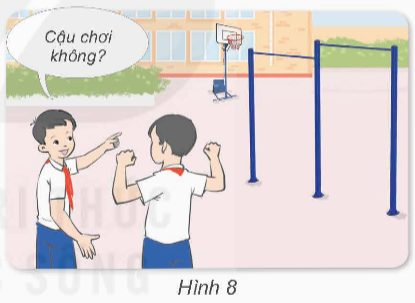 Cậu chơi
không?
Hình 8